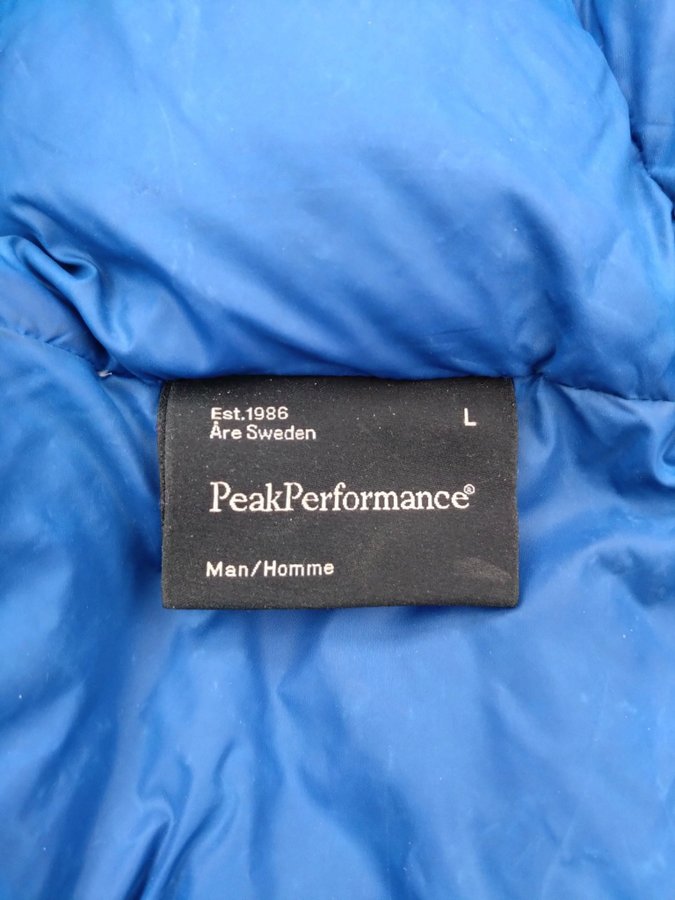 Est.1986 L
Åre Sweden
PeakPerformance®
Man/Homme